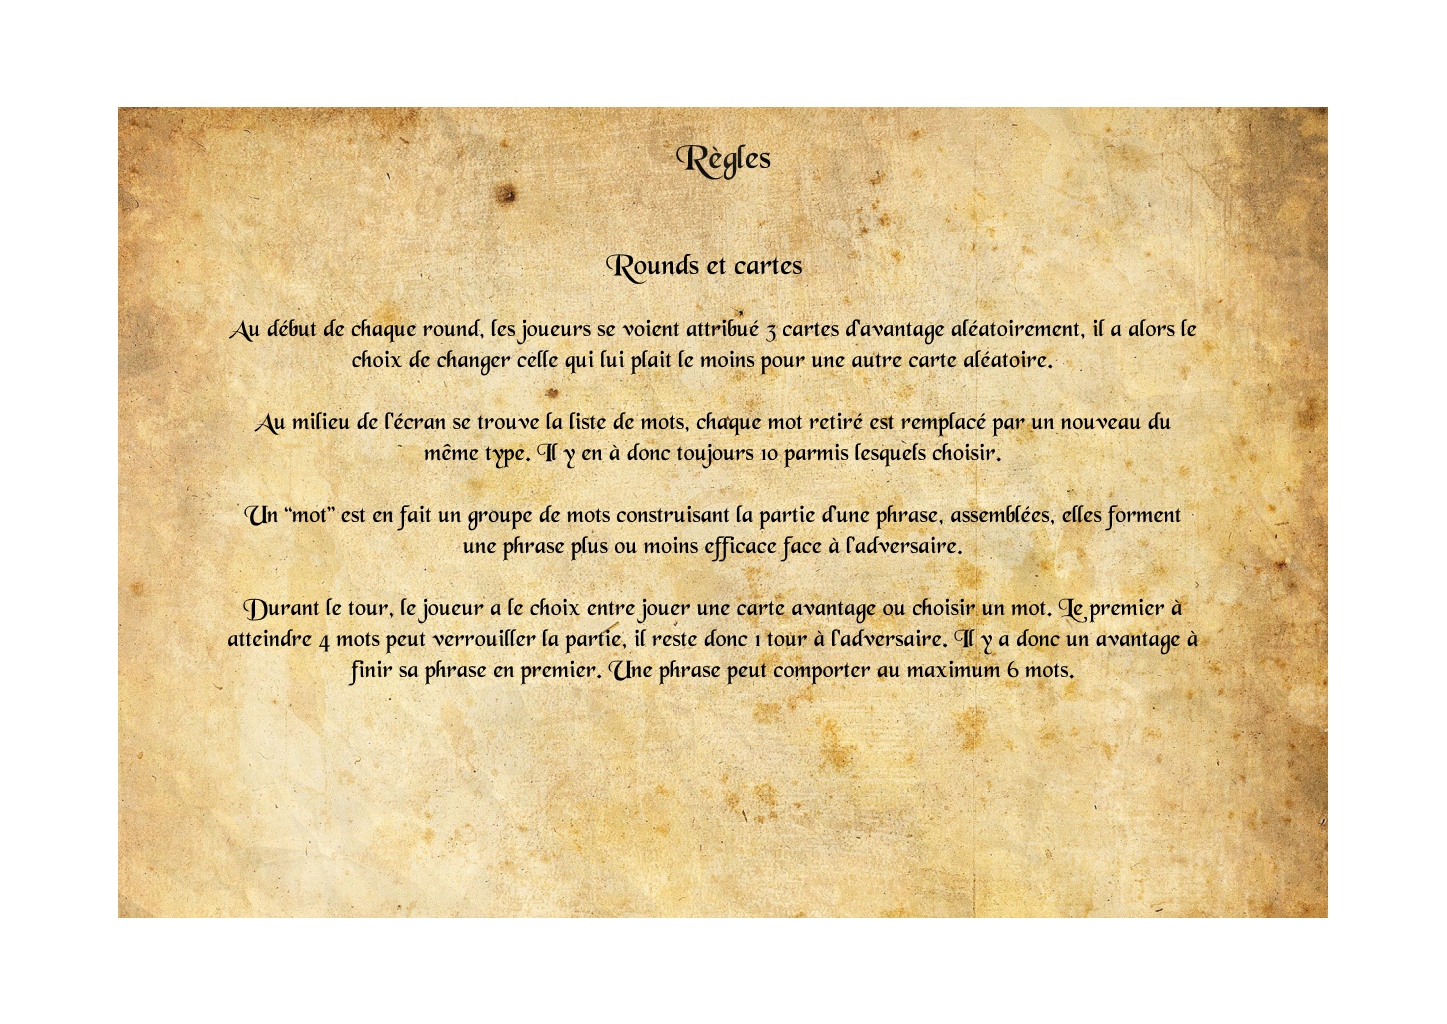 Règles
Rounds et cartes
Au début de chaque round, les joueurs se voient attribué 3 cartes d'avantage aléatoirement, il a alors le
choix de changer celle qui lui plait le moins pour une autre carte aléatoire.
Au milieu de l'écran se trouve la liste de mots, chaque mot retiré est remplacé par un nouveau du
même type. Il y en à donc toujours 10 parmis lesquels choisir.
Un “mot” est en fait un groupe de mots construisant la partie d'une phrase, assemblées, elles forment
une phrase plus ou moins efficace face à l'adversaire.
Durant le tour, le joueur a le choix entre jouer une carte avantage ou choisir un mot. Le premier à
atteindre 4 mots peut verrouiller la partie, il reste donc 1 tour à l'adversaire. Il y a donc un avantage à
finir sa phrase en premier. Une phrase peut comporter au maximum 6 mots.